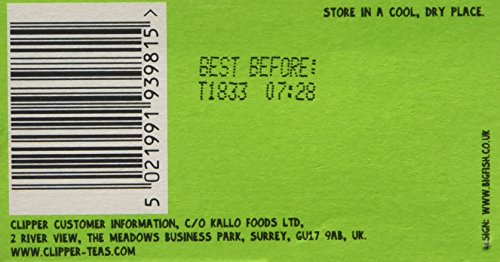 STORE IN A COOL, DRY PLACE.
BEST BEFORE:
T1833 07:28
5 021991 939815 >
CLIPPER CUSTOMER INFORMATION, C/O KALLO FOODS LTD,
2 RIVER VIEW, THE MEADOWS BUSINESS PARK, SURREY, GU17 9AB, UK.
WWW.CLIPPER-TEAS.COM
WWW.BIGFISH.CO.UK